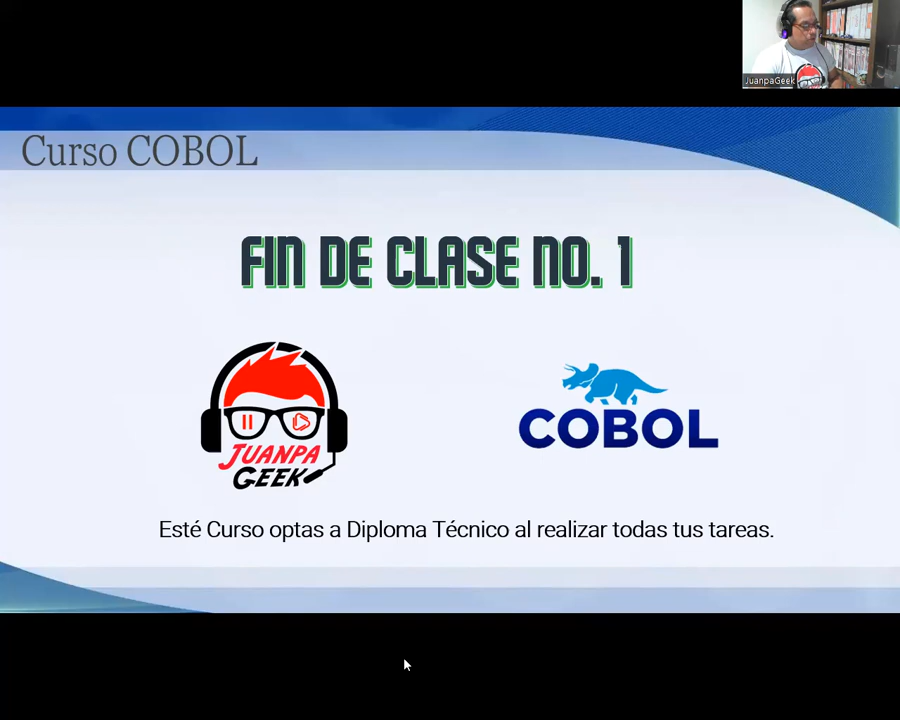 JuanpaGeek
Curso COBOL
FIN DE CLASE NO. 1
JUANPA
GEEK
COBOL
Esté Curso optas a Diploma Técnico al realizar todas tus tareas.